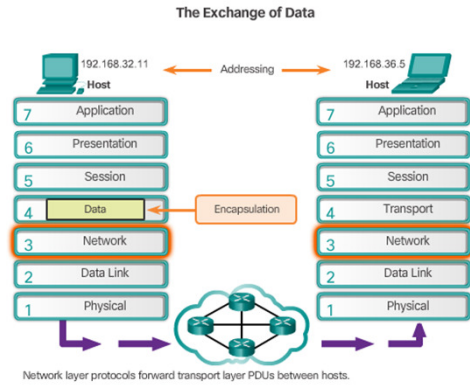 The Exchange of Data
192.168.32.11
Addressing
192.168.36.5
Host
Host
7 Application
6 Presentation
5 Session
4 Data
3 Network
2 Data Link
1 Physical
Encapsulation
7 Application
6 Presentation
5 Session
4 Transport
3 Network
2 Data Link
1 Physical
Network layer protocols forward transport layer PDUs between hosts.